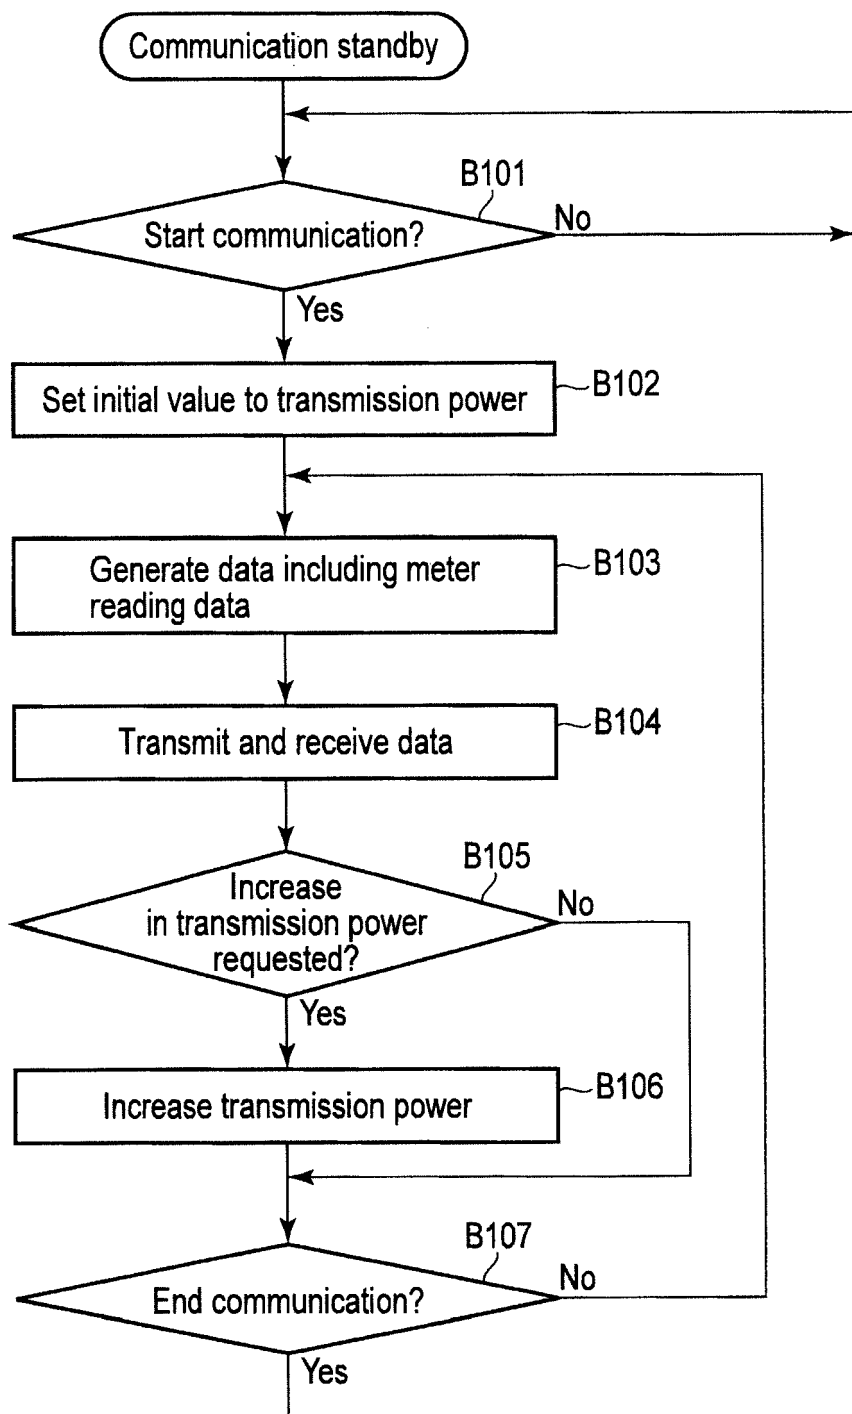 Communication standby
B101
Start communication?
No
Yes
Set initial value to transmission power
B102
Generate data including meter
reading data
B103
Transmit and receive data
B104
B105
Increase
in transmission power
requested?
No
Yes
Increase transmission power
B106
B107
End communication?
No
Yes